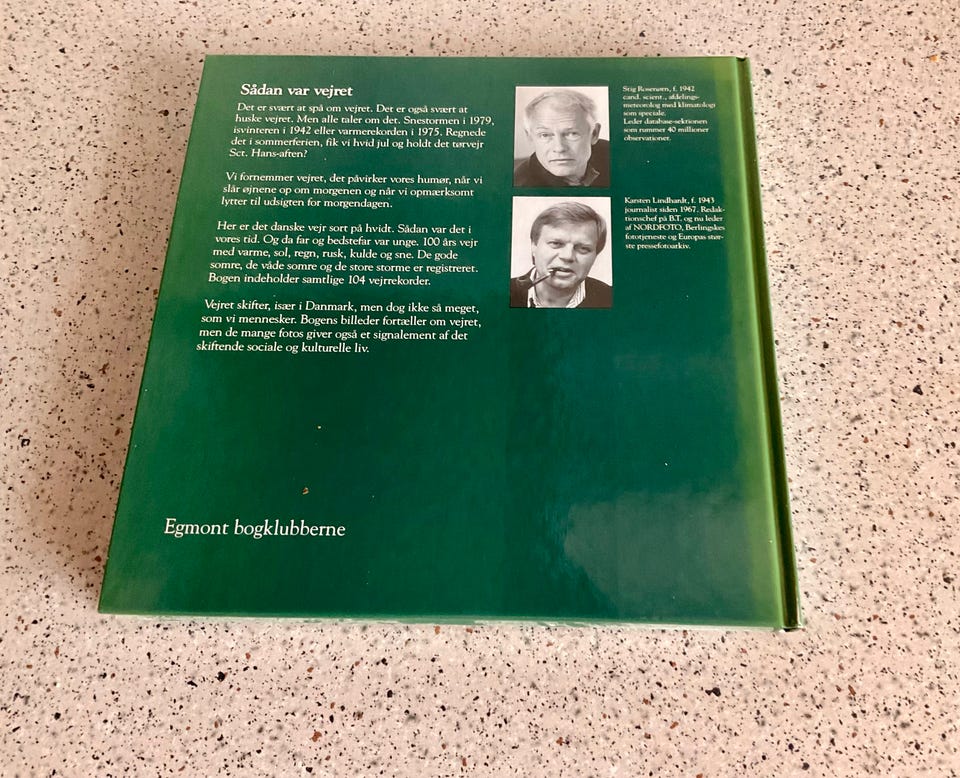 Sådan var vejret
Det er svært at spå om vejret. Det er også svært at
huske vejret. Men alle taler om det. Snestormen i 1979,
isvinteren i 1942 eller varmerekorden i 1975. Regnede
det i sommerferien, fik vi hvid jul og holdt det tørvejr
Sct. Hans-aften?
Vi fornemmer vejret, det påvirker vores humør, når vi
slår øjnene op om morgenen og når vi opmærksomt
lytter til udsigten for morgendagen.
Her er det danske vejr sort på hvidt. Sådan var det i
vores tid. Og da far og bedstefar var unge. 100 års vejr
med varme, sol, regn, rusk, kulde og sne. De gode
somre, de våde somre og de store storme er registreret.
Bogen indeholder samtlige 104 vejrrekorder.
Vejret skifter, især i Danmark, men dog ikke så meget,
som vi mennesker. Bogens billeder fortæller om vejret,
men de mange fotos giver også et signalement af det
skiftende sociale og kulturelle liv.
Stig Rosenørn, f. 1942
cand. scient., afdelings-
meteorolog med klimatologi
som speciale.
Leder database-sektionen
som rummer 40 millioner
observationer.
Karsten Lindhardt, f. 1943
journalist siden 1967. Redak-
tionschef på B.T. og nu leder
af NORDFOTO, Berlingskes
fototjeneste og Europas stør-
ste pressefotoarkiv.
Egmont bogklubberne